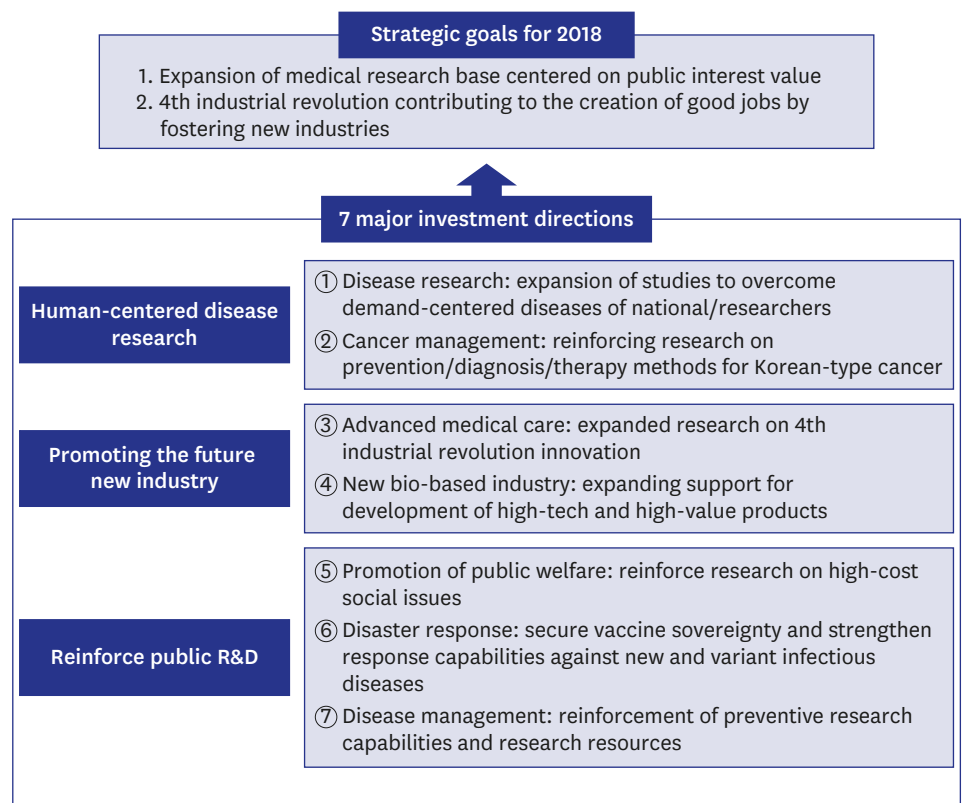 Strategic goals for 2018
1. Expansion of medical research base centered on public interest value
2. 4th industrial revolution contributing to the creation of good jobs by
fostering new industries
7 major investment directions
Human-centered disease
research
① Disease research: expansion of studies to overcome
demand-centered diseases of national/researchers
② Cancer management: reinforcing research on
prevention/diagnosis/therapy methods for Korean-type cancer
Promoting the future
new industry
③ Advanced medical care: expanded research on 4th
industrial revolution innovation
④ New bio-based industry: expanding support for
development of high-tech and high-value products
Reinforce public R&D
⑤ Promotion of public welfare: reinforce research on high-cost
social issues
⑥ Disaster response: secure vaccine sovereignty and strengthen
response capabilities against new and variant infectious
diseases
⑦ Disease management: reinforcement of preventive research
capabilities and research resources